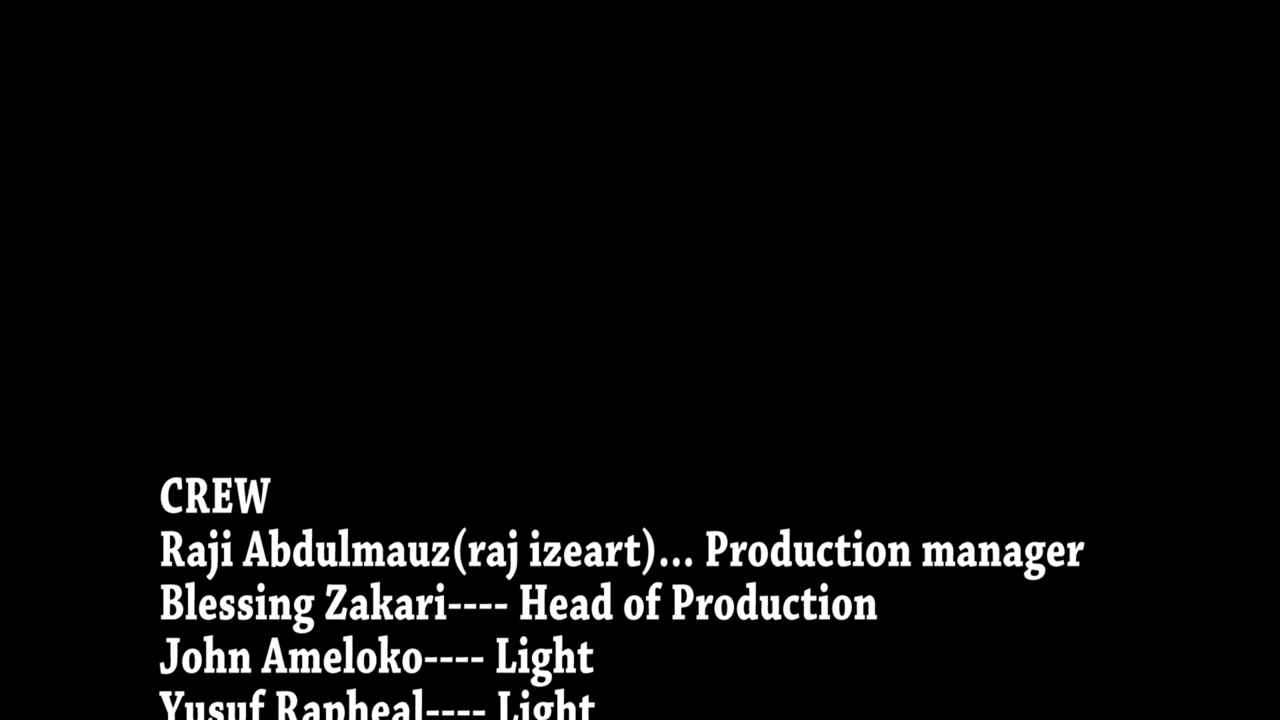 CREW
Raji Abdulmauz(raj izeart)... Production manager
Blessing Zakari---- Head of Production
John Ameloko---- Light
Yusuf Rapheal---- Light